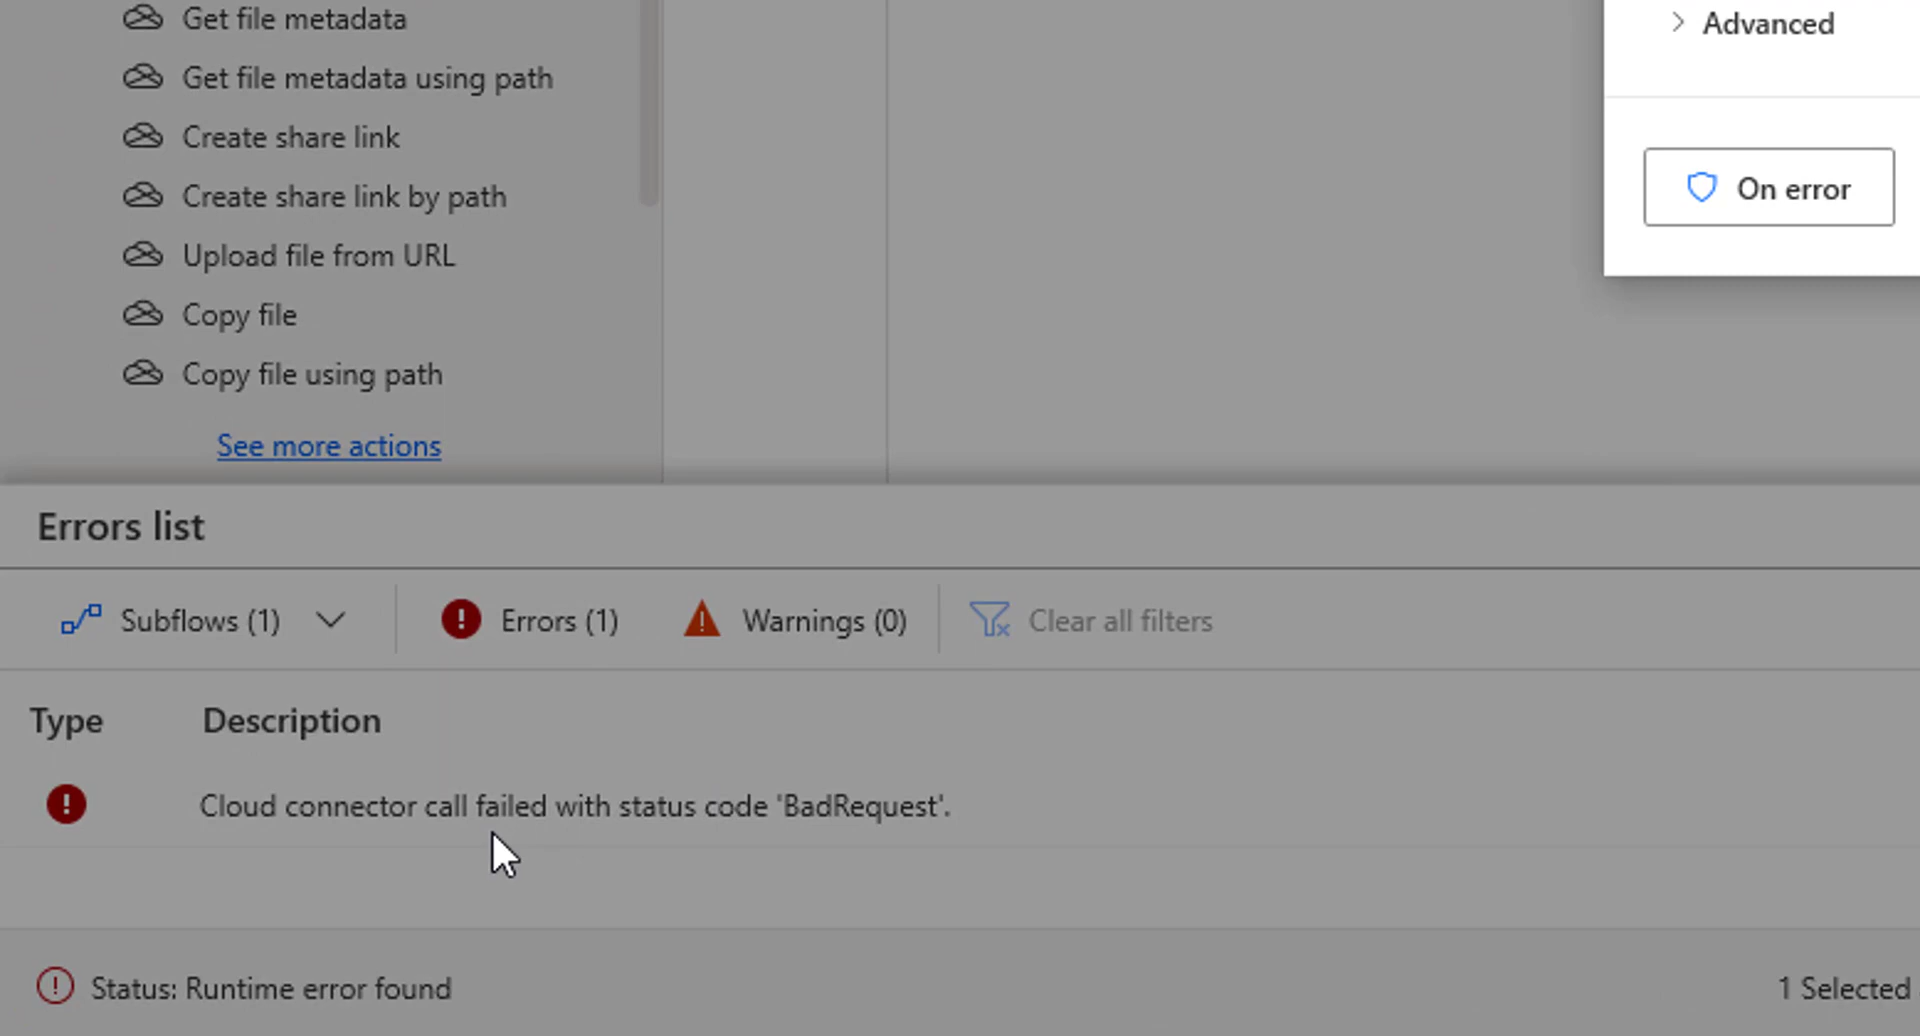 Get file metadata
Get file metadata using path
Create share link
Create share link by path
Upload file from URL
Copy file
Copy file using path
See more actions
Advanced
On error
Errors list
Subflows (1)
Errors (1)
Warnings (0)
Clear all filters
Type
Description
Cloud connector call failed with status code 'BadRequest'.
Status: Runtime error found
1 Selected